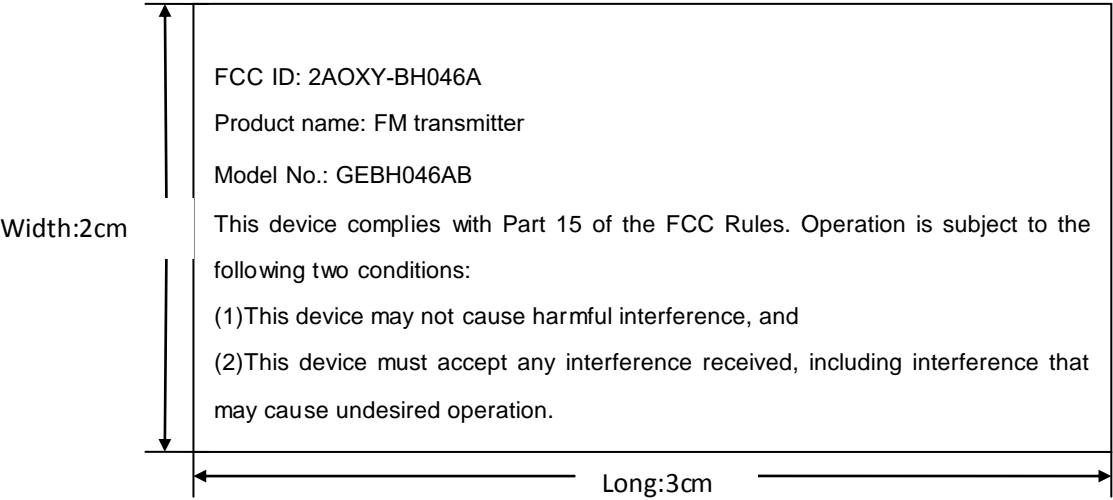 FCC ID: 2AOXY-BH046A
Product name: FM transmitter
Model No.: GEBH046AB
Width:2cm
This device complies with Part 15 of the FCC Rules. Operation is subject to the
following two conditions:
(1)This device may not cause harmful interference, and
(2)This device must accept any interference received, including interference that
may cause undesired operation.
Long:3cm